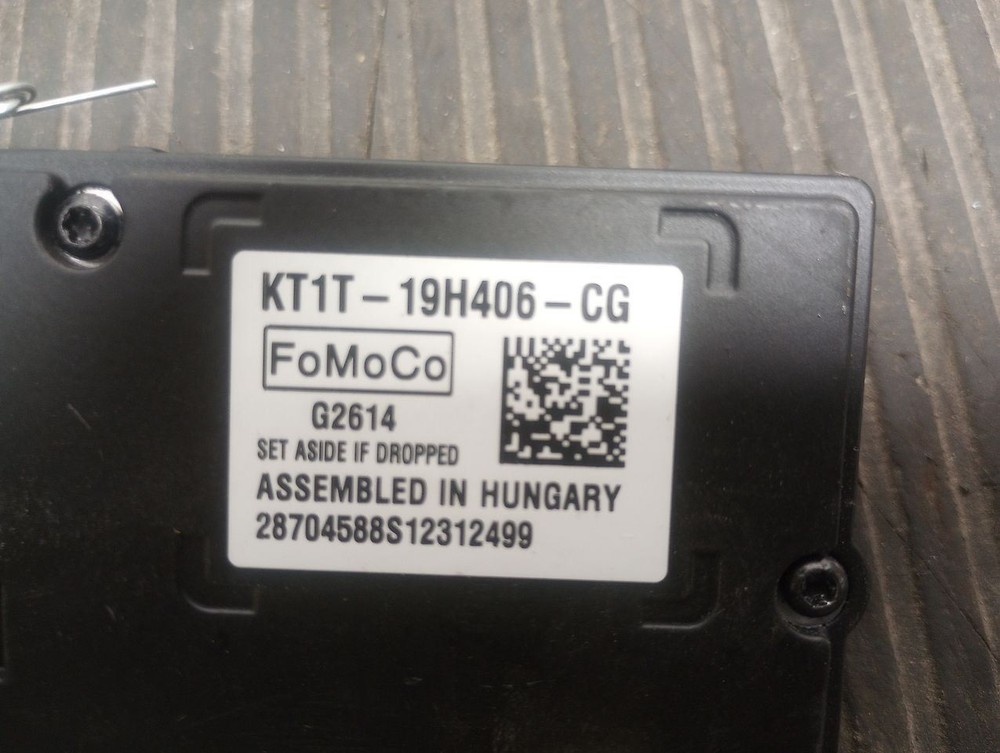 KT1T – 19H406 – CG
FoMoCo
G2614
SET ASIDE IF DROPPED
ASSEMBLED IN HUNGARY
28704588S12312499